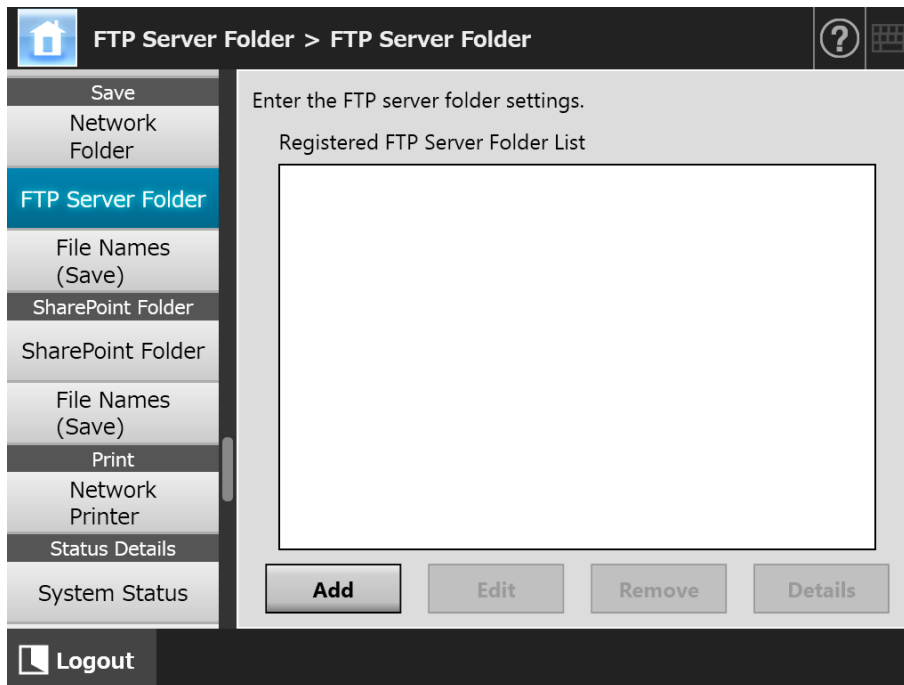 FTP Server Folder > FTP Server Folder
?
Save
Network
Folder
FTP Server Folder
File Names
(Save)
SharePoint Folder
SharePoint Folder
File Names
(Save)
Print
Network
Printer
Status Details
System Status
Enter the FTP server folder settings.
Registered FTP Server Folder List
Add Edit Remove Details
Logout